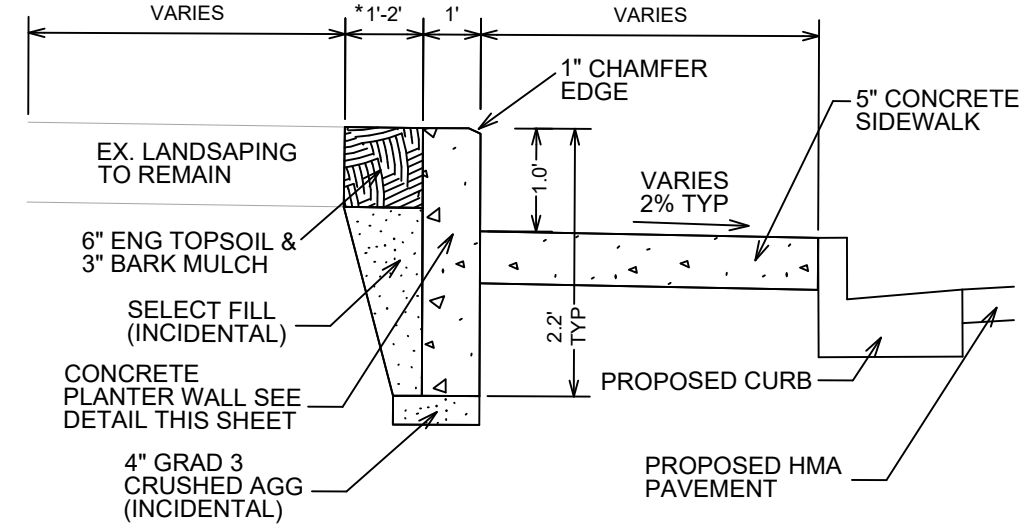 VARIES
*1'-2'
1'
VARIES
1" CHAMFER
EDGE
5" CONCRETE
SIDEWALK
EX. LANDSAPING
TO REMAIN
1.0'
VARIES
2% TYP
6" ENG TOPSOIL &
3" BARK MULCH
SELECT FILL
(INCIDENTAL)
2.2'
TYP
CONCRETE
PLANTER WALL SEE
DETAIL THIS SHEET
PROPOSED CURB
4" GRAD 3
CRUSHED AGG
(INCIDENTAL)
PROPOSED HMA
PAVEMENT